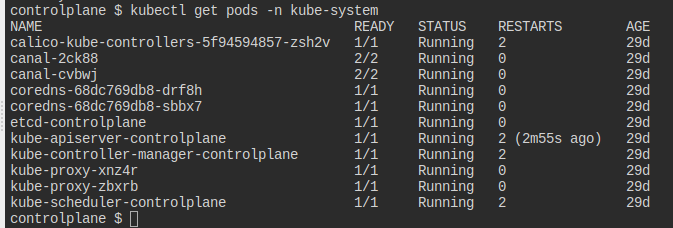 controlplane $ kubectl get pods -n kube-system
NAME READY STATUS RESTARTS AGE
calico-kube-controllers-5f94594857-zsh2v 1/1 Running 2 29d
canal-2ck88 2/2 Running 0 29d
canal-cvbwj 2/2 Running 0 29d
coredns-68dc769db8-drf8h 1/1 Running 0 29d
coredns-68dc769db8-sbbx7 1/1 Running 0 29d
etcd-controlplane 1/1 Running 0 29d
kube-apiserver-controlplane 1/1 Running 2 (2m55s ago) 29d
kube-controller-manager-controlplane 1/1 Running 2 29d
kube-proxy-xnz4r 1/1 Running 0 29d
kube-proxy-zbxrb 1/1 Running 0 29d
kube-scheduler-controlplane 1/1 Running 2 29d
controlplane $